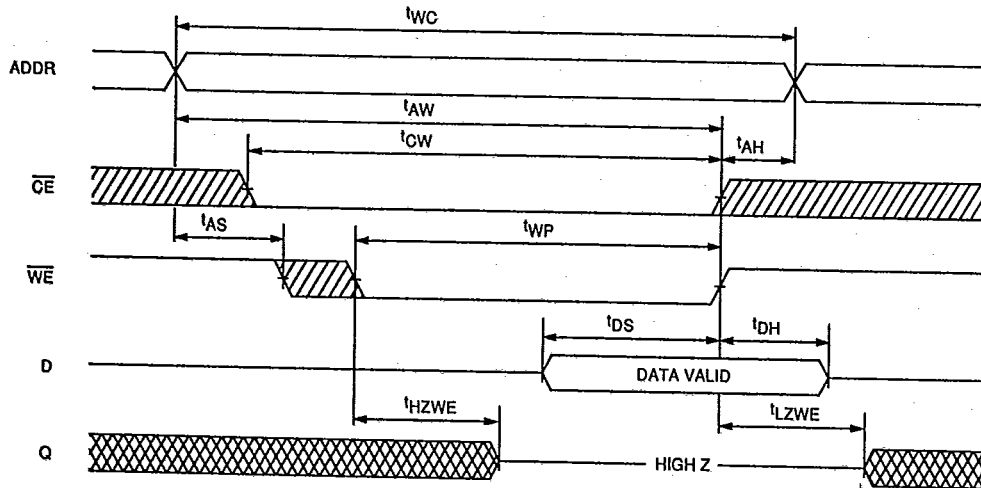 tWC
ADDR
tAW
tCW
tAH
CE
tAS
tWP
WE
tDS
tDH
D
DATA VALID
tHZWE
tLZWE
Q
HIGH Z